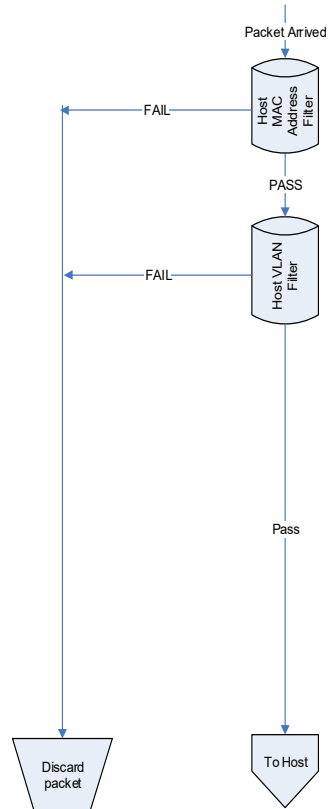 Packet Arrived
Host
MAC
Address
Filter
FAIL
PASS
Host VLAN
Filter
FAIL
Pass
Discard
packet
To Host